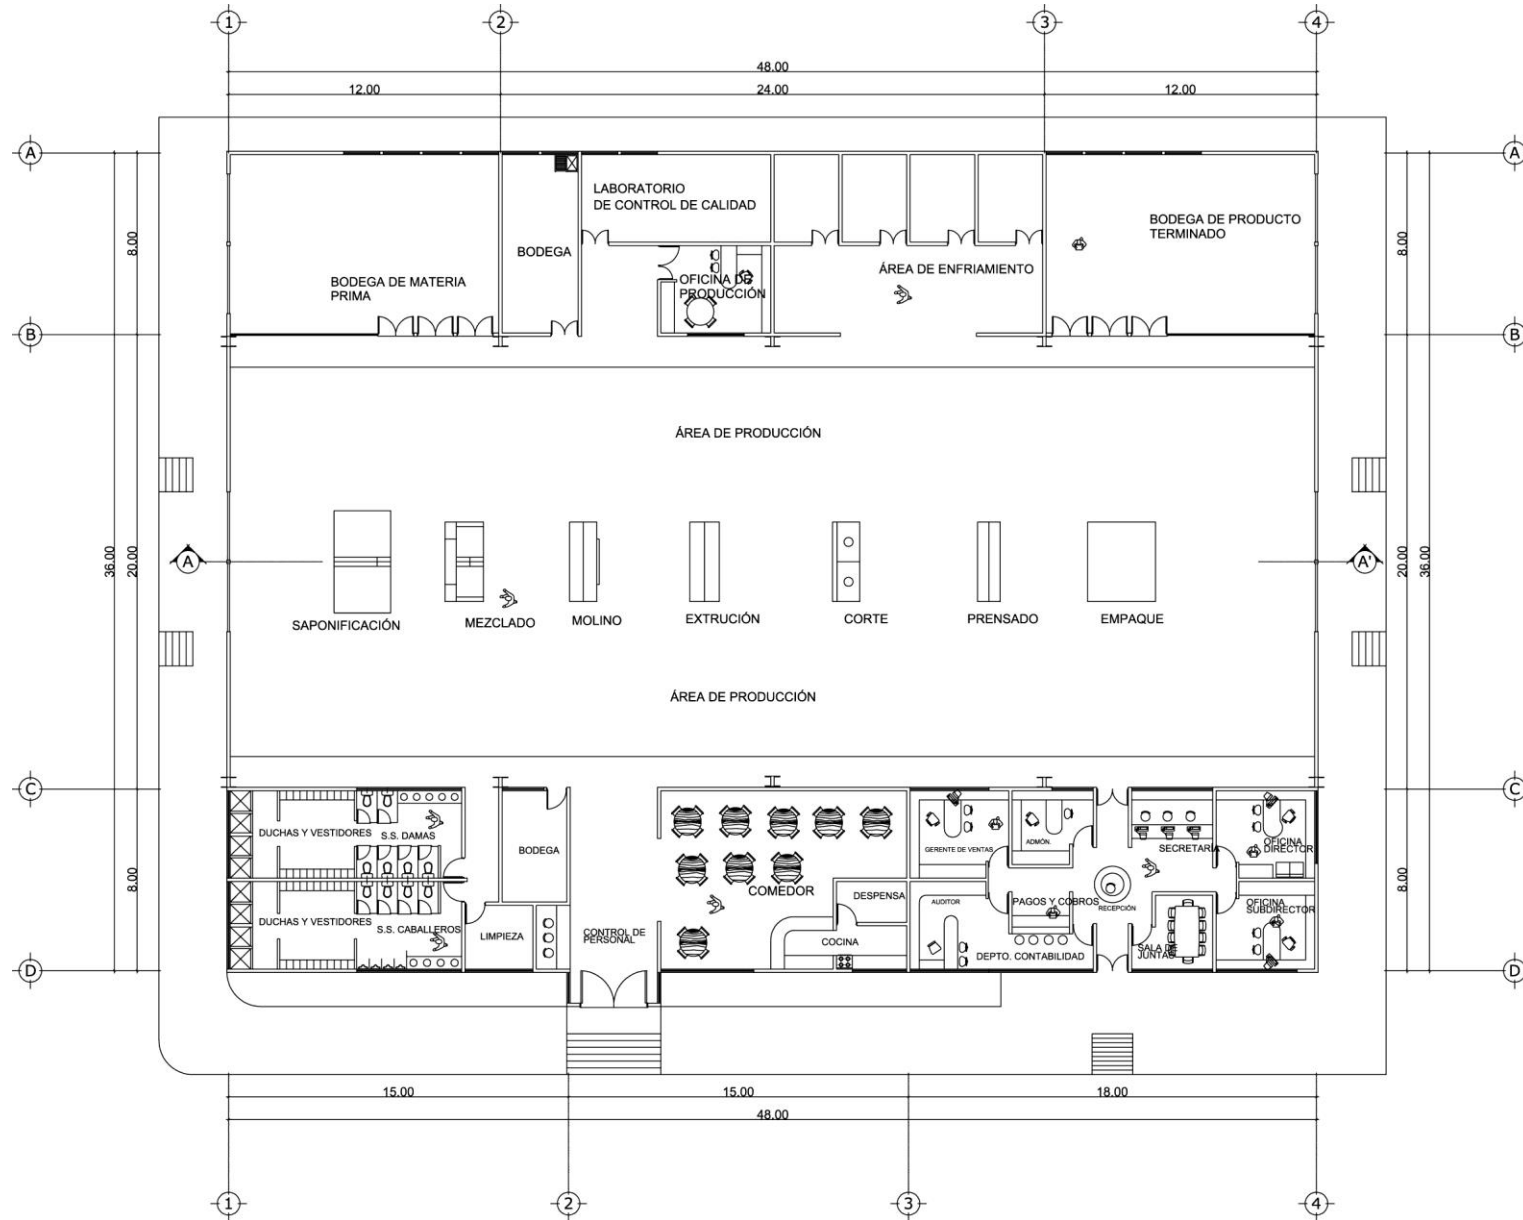 1
2
3
4
48.00
12.00
24.00
12.00
A
A
LABORATORIO
DE CONTROL DE CALIDAD
BODEGA DE PRODUCTO
TERMINADO
8.00
8.00
BODEGA
ÁREA DE ENFRIAMIENTO
BODEGA DE MATERIA
PRIMA
OFICINA DE
PRODUCCIÓN
B
B
ÁREA DE PRODUCCIÓN
36.00
20.00
A
A'
20.00
36.00
SAPONIFICACIÓN
MEZCLADO
MOLINO
EXTRUCIÓN
CORTE
PRENSADO
EMPAQUE
ÁREA DE PRODUCCIÓN
C
C
DUCHAS Y VESTIDORES
S.S. DAMAS
BODEGA
GERENTE DE VENTAS
ADMÓN.
SECRETARÍA
OFICINA
DIRECTOR
8.00
8.00
COMEDOR
DESPENSA
AUDITOR
PAGOS Y COBROS
RECEPCIÓN
OFICINA
SUBDIRECTOR
DUCHAS Y VESTIDORES
S.S. CABALLEROS
LIMPIEZA
CONTROL DE
PERSONAL
COCINA
DEPTO. CONTABILIDAD
SALA DE
JUNTAS
D
D
15.00
15.00
18.00
48.00
1
2
3
4